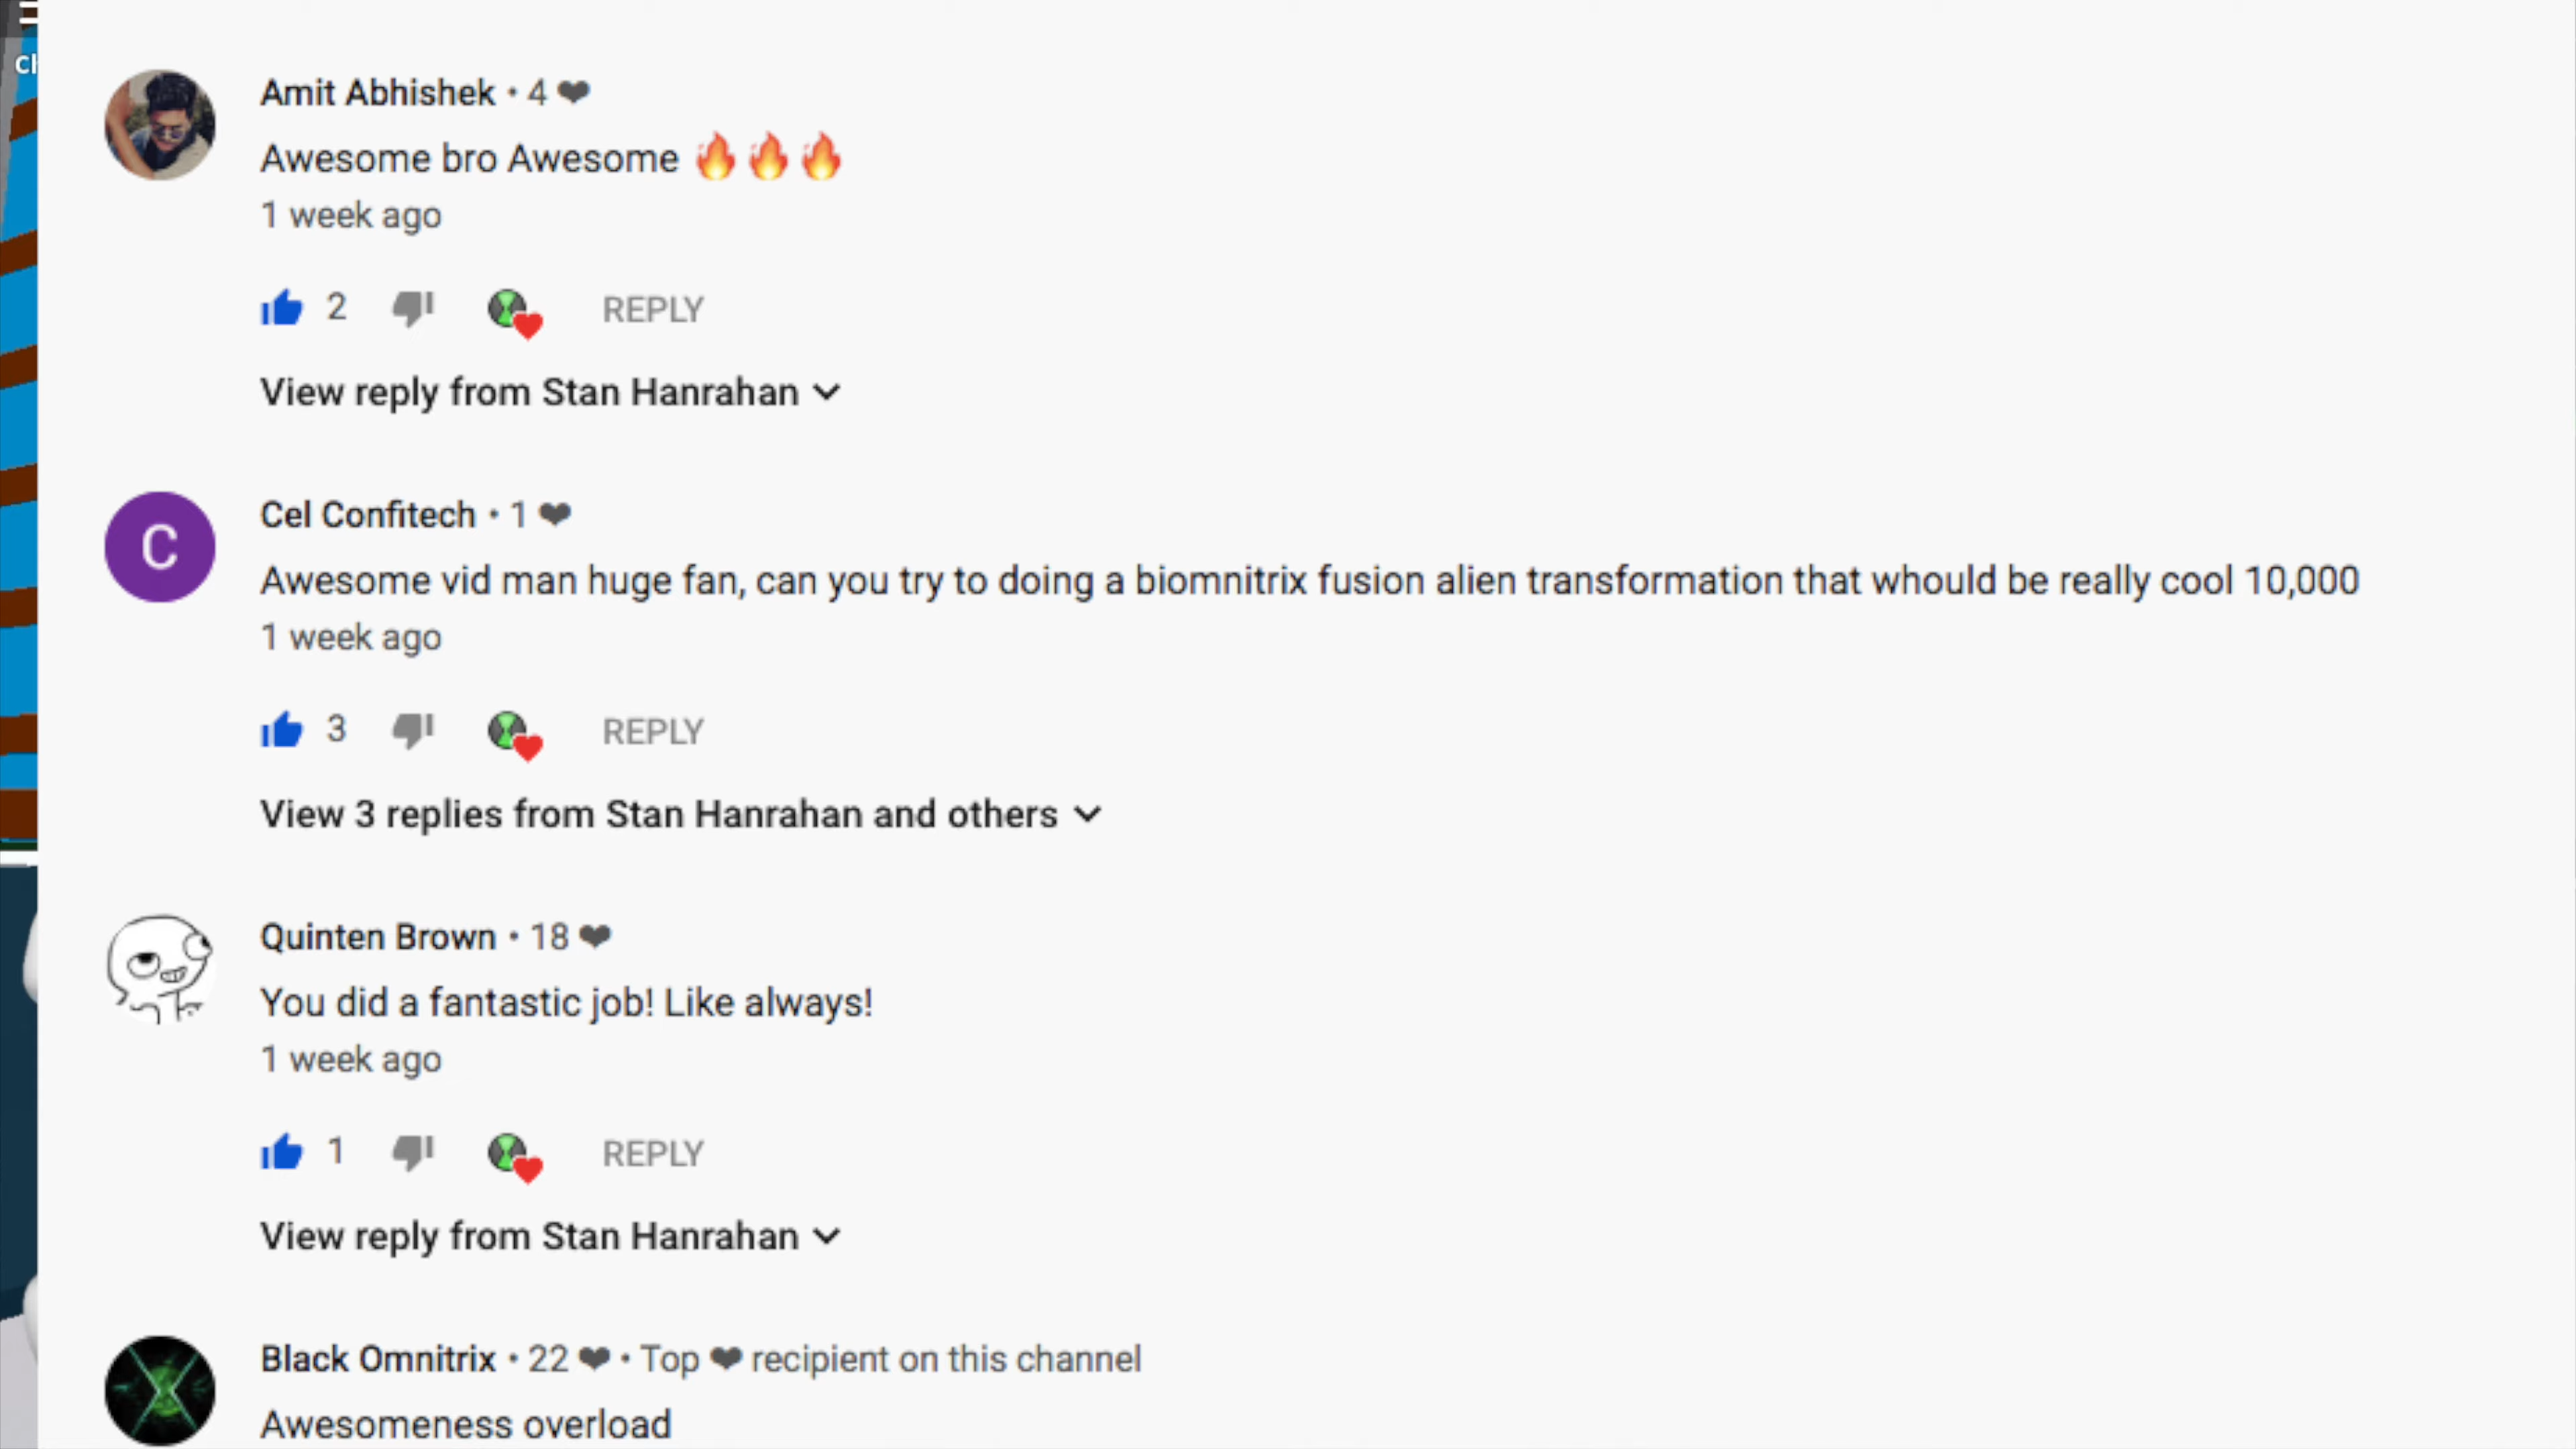 Ch
Amit Abhishek • 4 ❤
Awesome bro Awesome 🔥🔥🔥
1 week ago
2 REPLY
View reply from Stan Hanrahan
C
Cel Confitech • 1 ❤
Awesome vid man huge fan, can you try to doing a biomnitrix fusion alien transformation that whould be really cool 10,000
1 week ago
3 REPLY
View 3 replies from Stan Hanrahan and others
Quinten Brown • 18 ❤
You did a fantastic job! Like always!
1 week ago
1 REPLY
View reply from Stan Hanrahan
Black Omnitrix • 22 ❤ • Top ❤ recipient on this channel
Awesomeness overload